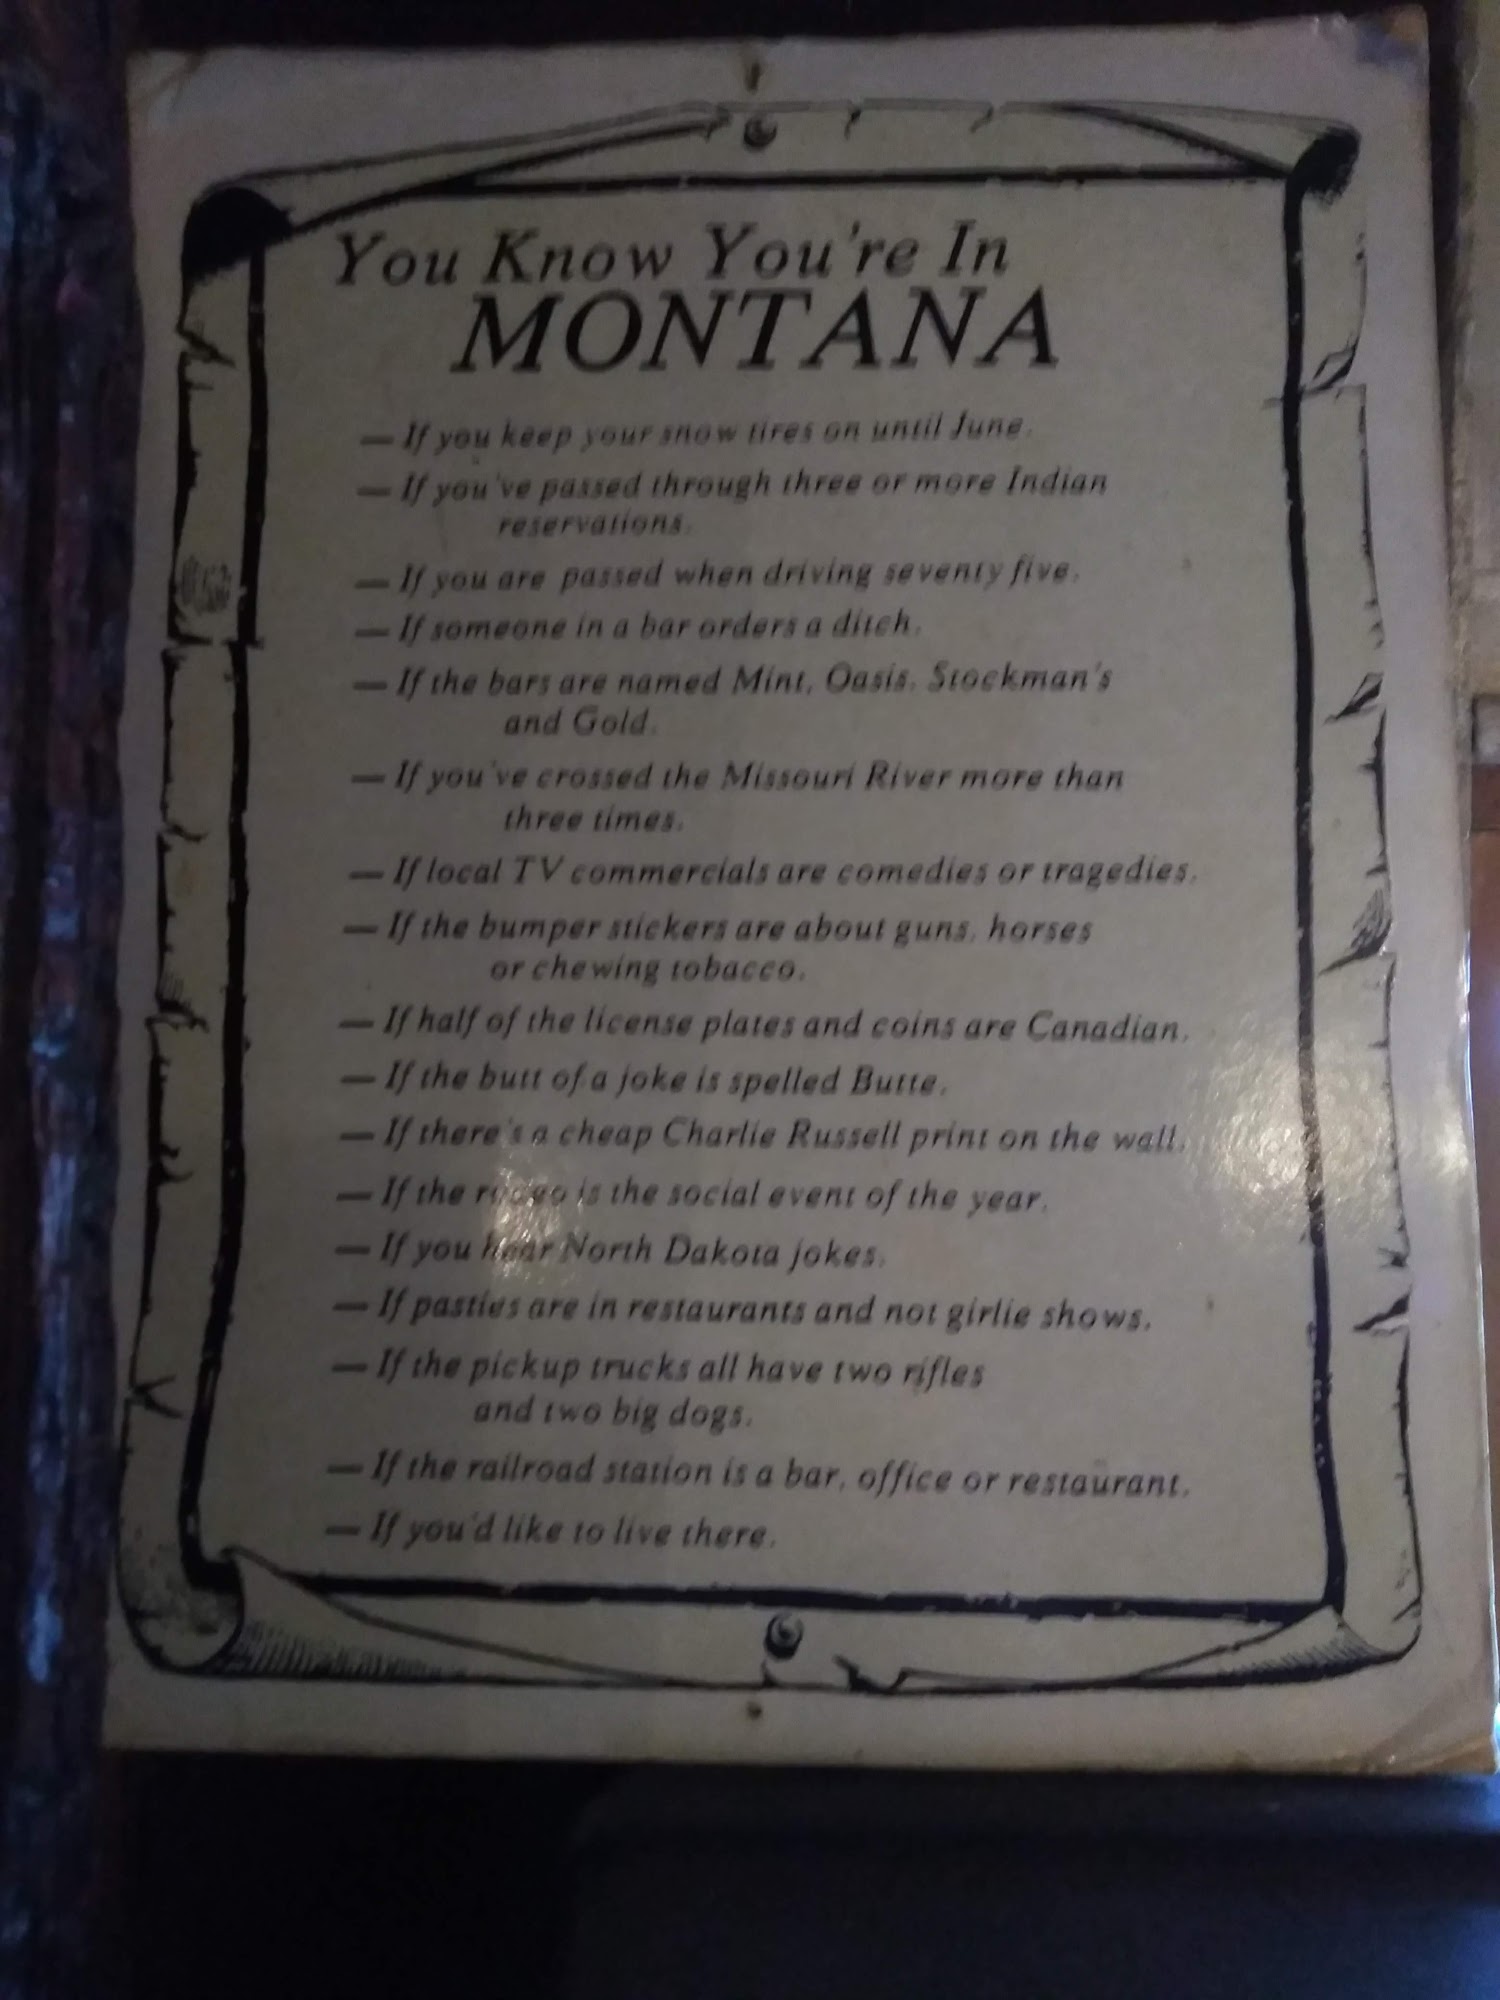 You Know You're In
MONTANA
— If you keep your snow tires on until June.
— If you've passed through three or more Indian
reservations.
— If you are passed when driving seventy five.
— If someone in a bar orders a ditch.
— If the bars are named Mint, Oasis, Stockman's
and Gold.
— If you've crossed the Missouri River more than
three times.
— If local TV commercials are comedies or tragedies.
— If the bumper stickers are about guns, horses
or chewing tobacco.
— If half of the license plates and coins are Canadian.
— If the butt of a joke is spelled Butte.
— If there's a cheap Charlie Russell print on the wall.
— If the rodeo is the social event of the year.
— If you hear North Dakota jokes.
— If pasties are in restaurants and not girlie shows.
— If the pickup trucks all have two rifles
and two big dogs.
— If the railroad station is a bar, office or restaurant.
— If you'd like to live there.